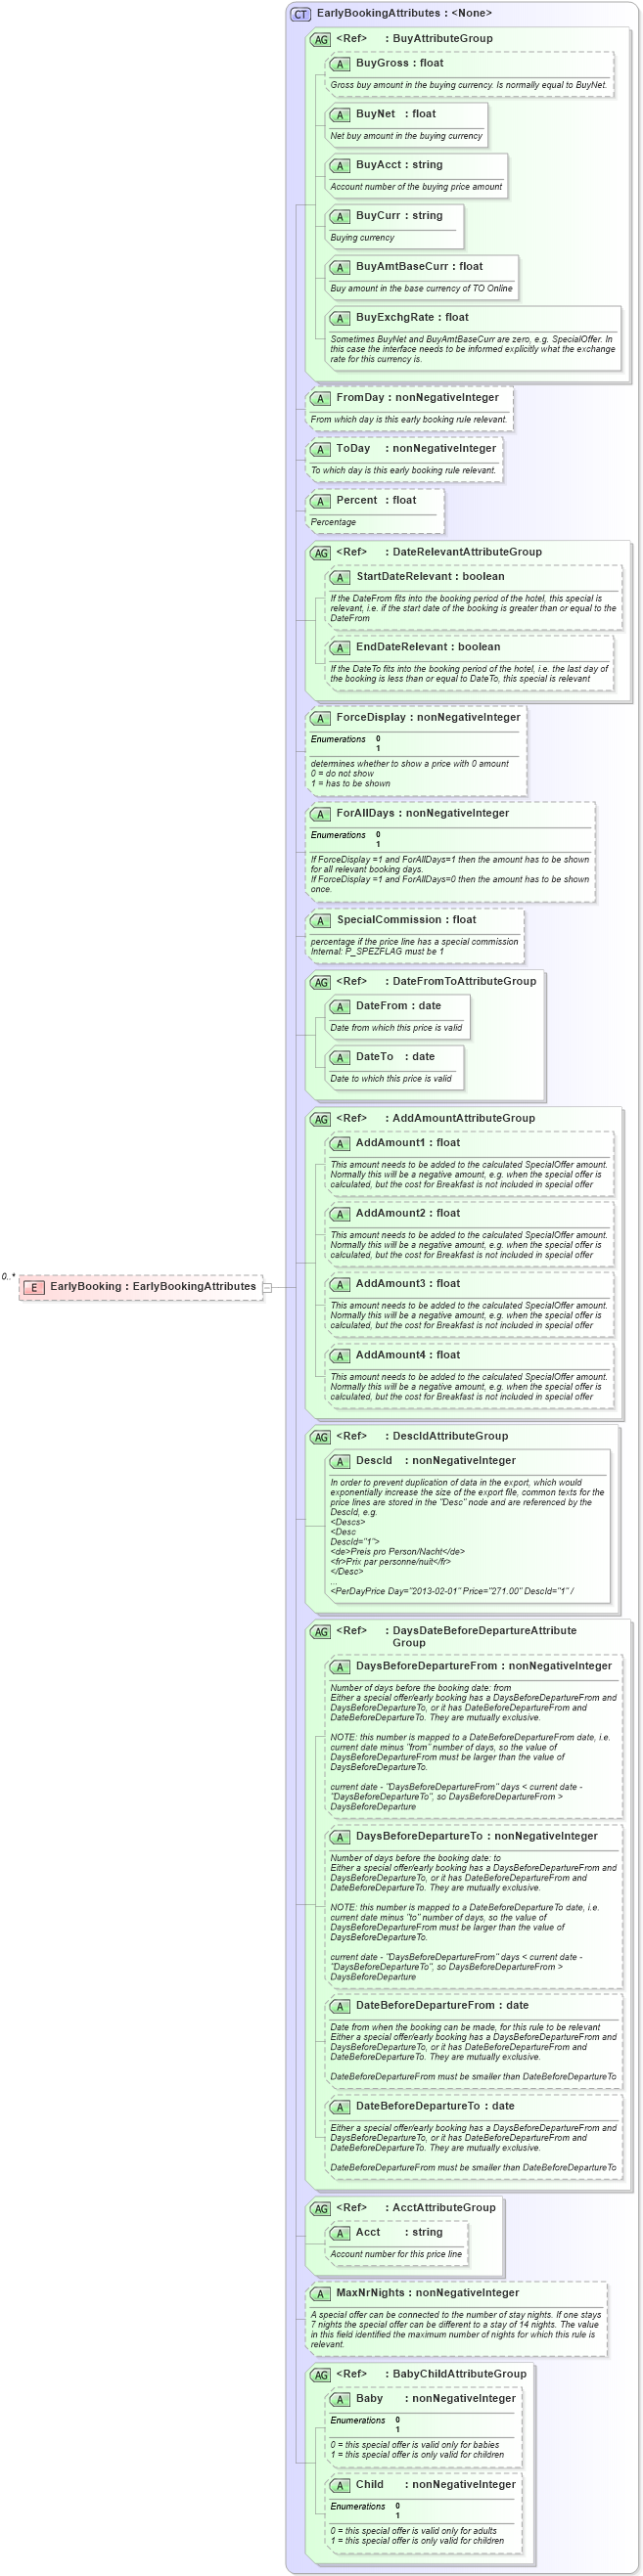 CT EarlyBookingAttributes : <None>
AG <Ref> : BuyAttributeGroup
A BuyGross : float
Gross buy amount in the buying currency. Is normally equal to BuyNet.
A BuyNet : float
Net buy amount in the buying currency
A BuyAcct : string
Account number of the buying price amount
A BuyCurr : string
Buying currency
A BuyAmtBaseCurr : float
Buy amount in the base currency of TO Online
A BuyExchgRate : float
Sometimes BuyNet and BuyAmtBaseCurr are zero, e.g. SpecialOffer. In
this case the interface needs to be informed explicitly what the exchange
rate for this currency is.
A FromDay : nonNegativeInteger
From which day is this early booking rule relevant.
A ToDay : nonNegativeInteger
To which day is this early booking rule relevant.
A Percent : float
Percentage
AG <Ref> : DateRelevantAttributeGroup
A StartDateRelevant : boolean
If the DateFrom fits into the booking period of the hotel, this special is
relevant, i.e. if the start date of the booking is greater than or equal to the
DateFrom
A EndDateRelevant : boolean
If the DateTo fits into the booking period of the hotel, i.e. the last day of
the booking is less than or equal to DateTo, this special is relevant
A ForceDisplay : nonNegativeInteger
Enumerations 0
1
determines whether to show a price with 0 amount
0 = do not show
1 = has to be shown
A ForAllDays : nonNegativeInteger
Enumerations 0
1
If ForceDisplay =1 and ForAllDays=1 then the amount has to be shown
for all relevant booking days.
If ForceDisplay =1 and ForAllDays=0 then the amount has to be shown
once.
A SpecialCommission : float
percentage if the price line has a special commission
Internal: P_SPEZFLAG must be 1
AG <Ref> : DateFromToAttributeGroup
A DateFrom : date
Date from which this price is valid
A DateTo : date
Date to which this price is valid
AG <Ref> : AddAmountAttributeGroup
A AddAmount1 : float
This amount needs to be added to the calculated SpecialOffer amount.
Normally this will be a negative amount, e.g. when the special offer is
calculated, but the cost for Breakfast is not included in special offer
A AddAmount2 : float
This amount needs to be added to the calculated SpecialOffer amount.
Normally this will be a negative amount, e.g. when the special offer is
calculated, but the cost for Breakfast is not included in special offer
0..*
E EarlyBooking : EarlyBookingAttributes
A AddAmount3 : float
This amount needs to be added to the calculated SpecialOffer amount.
Normally this will be a negative amount, e.g. when the special offer is
calculated, but the cost for Breakfast is not included in special offer
A AddAmount4 : float
This amount needs to be added to the calculated SpecialOffer amount.
Normally this will be a negative amount, e.g. when the special offer is
calculated, but the cost for Breakfast is not included in special offer
AG <Ref> : DescIdAttributeGroup
A DescId : nonNegativeInteger
In order to prevent duplication of data in the export, which would
exponentially increase the size of the export file, common texts for the
price lines are stored in the "Desc" node and are referenced by the
DescId, e.g.
<Descs>
<Desc
DescId="1">
<de>Preis pro Person/Nacht</de>
<fr>Prix par personne/nuit</fr>
</Desc>
...
<PerDayPrice Day="2013-02-01" Price="271.00" DescId="1" /
AG <Ref> : DaysDateBeforeDepartureAttribute
Group
A DaysBeforeDepartureFrom : nonNegativeInteger
Number of days before the booking date: from
Either a special offer/early booking has a DaysBeforeDepartureFrom and
DaysBeforeDepartureTo, or it has DateBeforeDepartureFrom and
DateBeforeDepartureTo. They are mutually exclusive.
NOTE: this number is mapped to a DateBeforeDepartureFrom date, i.e.
current date minus "from" number of days, so the value of
DaysBeforeDepartureFrom must be larger than the value of
DaysBeforeDepartureTo.
current date - "DaysBeforeDepartureFrom" days < current date -
"DaysBeforeDepartureTo", so DaysBeforeDepartureFrom >
DaysBeforeDeparture
A DaysBeforeDepartureTo : nonNegativeInteger
Number of days before the booking date: to
Either a special offer/early booking has a DaysBeforeDepartureFrom and
DaysBeforeDepartureTo, or it has DateBeforeDepartureFrom and
DateBeforeDepartureTo. They are mutually exclusive.
NOTE: this number is mapped to a DateBeforeDepartureTo date, i.e.
current date minus "to" number of days, so the value of
DaysBeforeDepartureFrom must be larger than the value of
DaysBeforeDepartureTo.
current date - "DaysBeforeDepartureFrom" days < current date -
"DaysBeforeDepartureTo", so DaysBeforeDepartureFrom >
DaysBeforeDeparture
A DateBeforeDepartureFrom : date
Date from when the booking can be made, for this rule to be relevant
Either a special offer/early booking has a DaysBeforeDepartureFrom and
DaysBeforeDepartureTo, or it has DateBeforeDepartureFrom and
DateBeforeDepartureTo. They are mutually exclusive.
DateBeforeDepartureFrom must be smaller than DateBeforeDepartureTo
A DateBeforeDepartureTo : date
Either a special offer/early booking has a DaysBeforeDepartureFrom and
DaysBeforeDepartureTo, or it has DateBeforeDepartureFrom and
DateBeforeDepartureTo. They are mutually exclusive.
DateBeforeDepartureFrom must be smaller than DateBeforeDepartureTo
AG <Ref> : AcctAttributeGroup
A Acct : string
Account number for this price line
A MaxNrNights : nonNegativeInteger
A special offer can be connected to the number of stay nights. If one stays
7 nights the special offer can be different to a stay of 14 nights. The value
in this field identified the maximum number of nights for which this rule is
relevant.
AG <Ref> : BabyChildAttributeGroup
A Baby : nonNegativeInteger
Enumerations 0
1
0 = this special offer is valid only for babies
1 = this special offer is only valid for children
A Child : nonNegativeInteger
Enumerations 0
1
0 = this special offer is valid only for adults
1 = this special offer is only valid for children